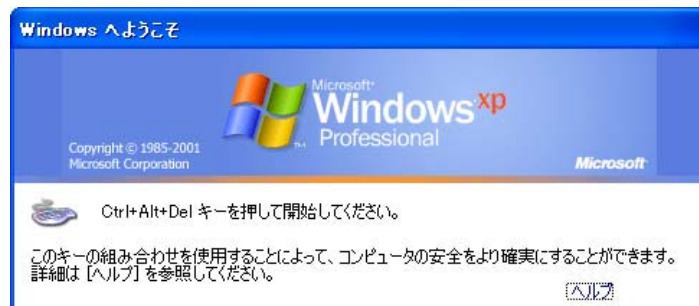 Windows へようこそ
Microsoft
Windows xp
Professional
Copyright © 1985-2001
Microsoft Corporation
Microsoft
Ctrl+Alt+Del キーを押して開始してください。
このキーの組み合わせを使用することによって、コンピュータの安全をより確実にすることができます。
詳細は [ヘルプ] を参照してください。
ヘルプ